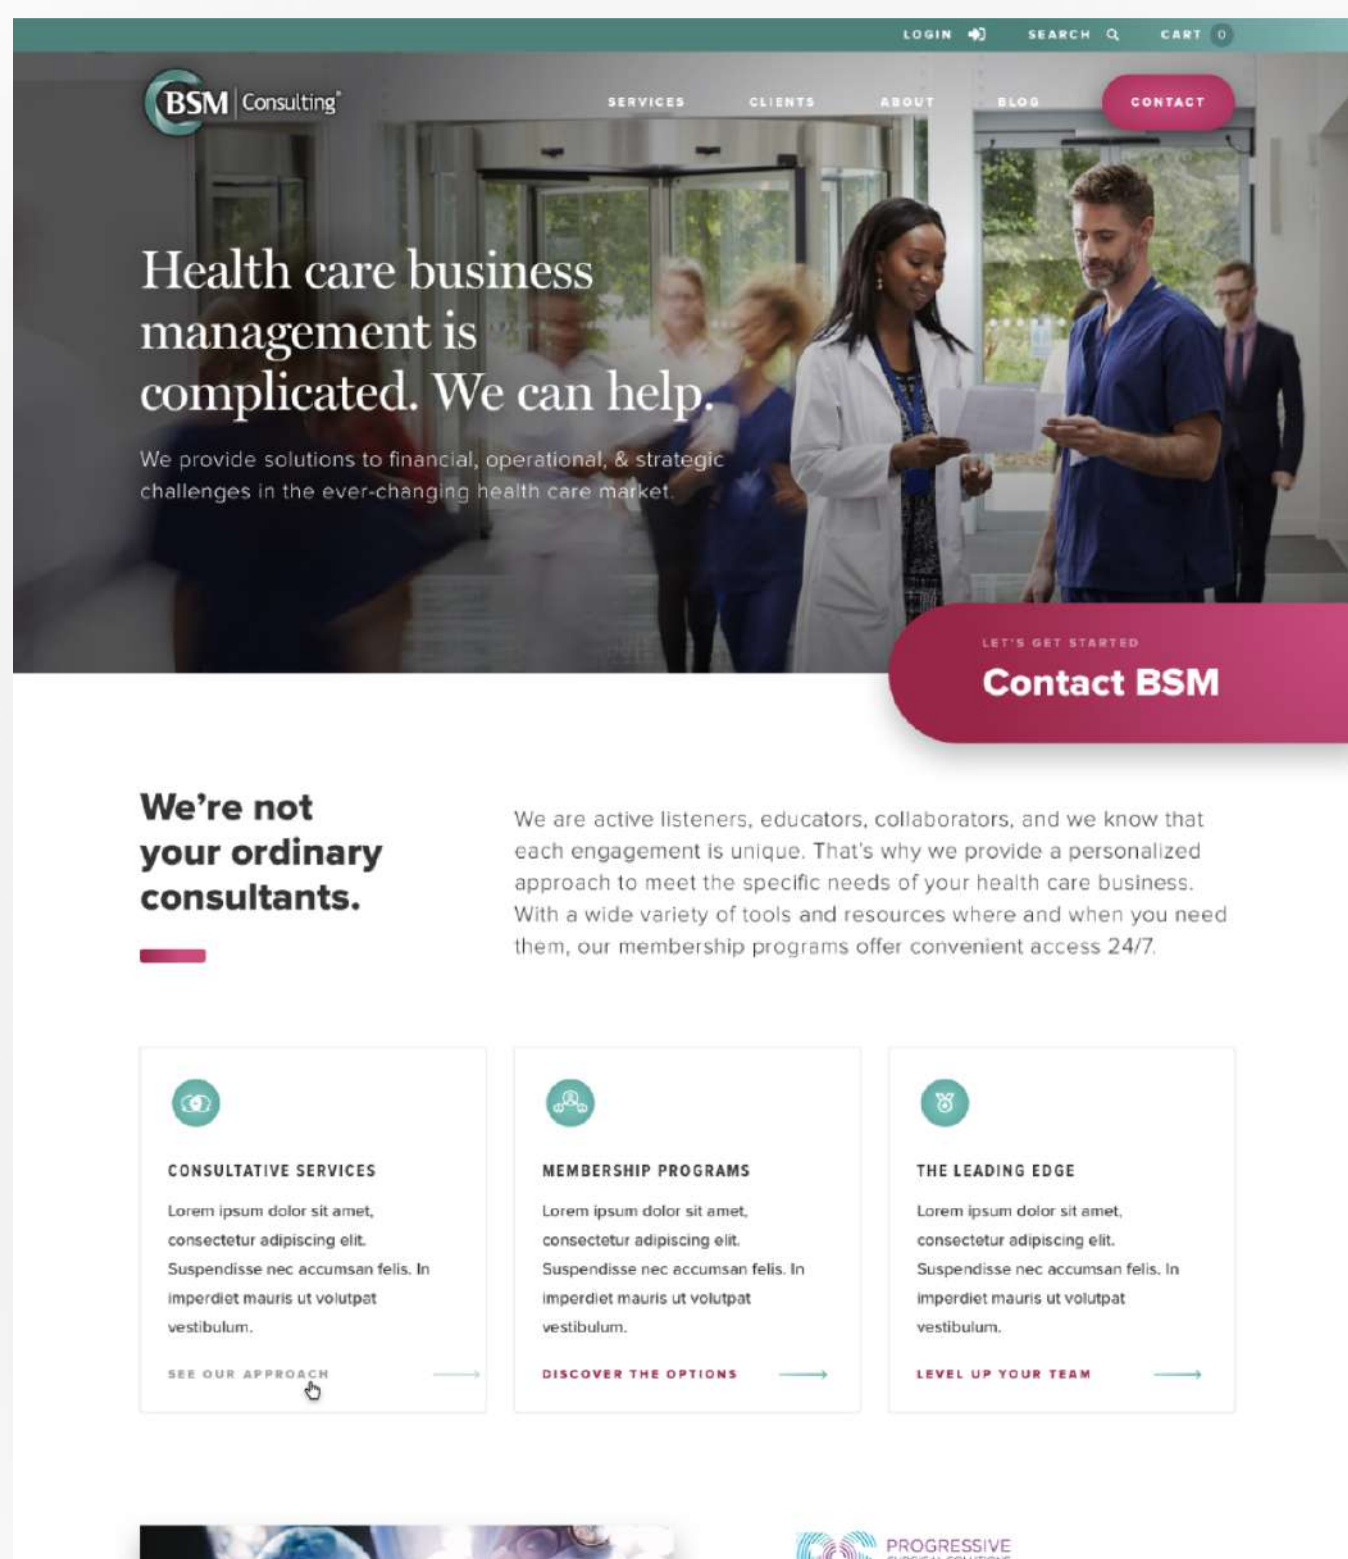 LOGIN SEARCH CART 0
BSM Consulting®
SERVICES CLIENTS ABOUT BLOG CONTACT
Health care business
management is
complicated. We can help.
We provide solutions to financial, operational, & strategic
challenges in the ever-changing health care market.
LET'S GET STARTED
Contact BSM
We're not
your ordinary
consultants.
We are active listeners, educators, collaborators, and we know that
each engagement is unique. That's why we provide a personalized
approach to meet the specific needs of your health care business.
With a wide variety of tools and resources where and when you need
them, our membership programs offer convenient access 24/7.
CONSULTATIVE SERVICES
Lorem ipsum dolor sit amet,
consectetur adipiscing elit.
Suspendisse nec accumsan felis. In
imperdiet mauris ut volutpat
vestibulum.
SEE OUR APPROACH
MEMBERSHIP PROGRAMS
Lorem ipsum dolor sit amet,
consectetur adipiscing elit.
Suspendisse nec accumsan felis. In
imperdiet mauris ut volutpat
vestibulum.
DISCOVER THE OPTIONS
THE LEADING EDGE
Lorem ipsum dolor sit amet,
consectetur adipiscing elit.
Suspendisse nec accumsan felis. In
imperdiet mauris ut volutpat
vestibulum.
LEVEL UP YOUR TEAM
PROGRESSIVE